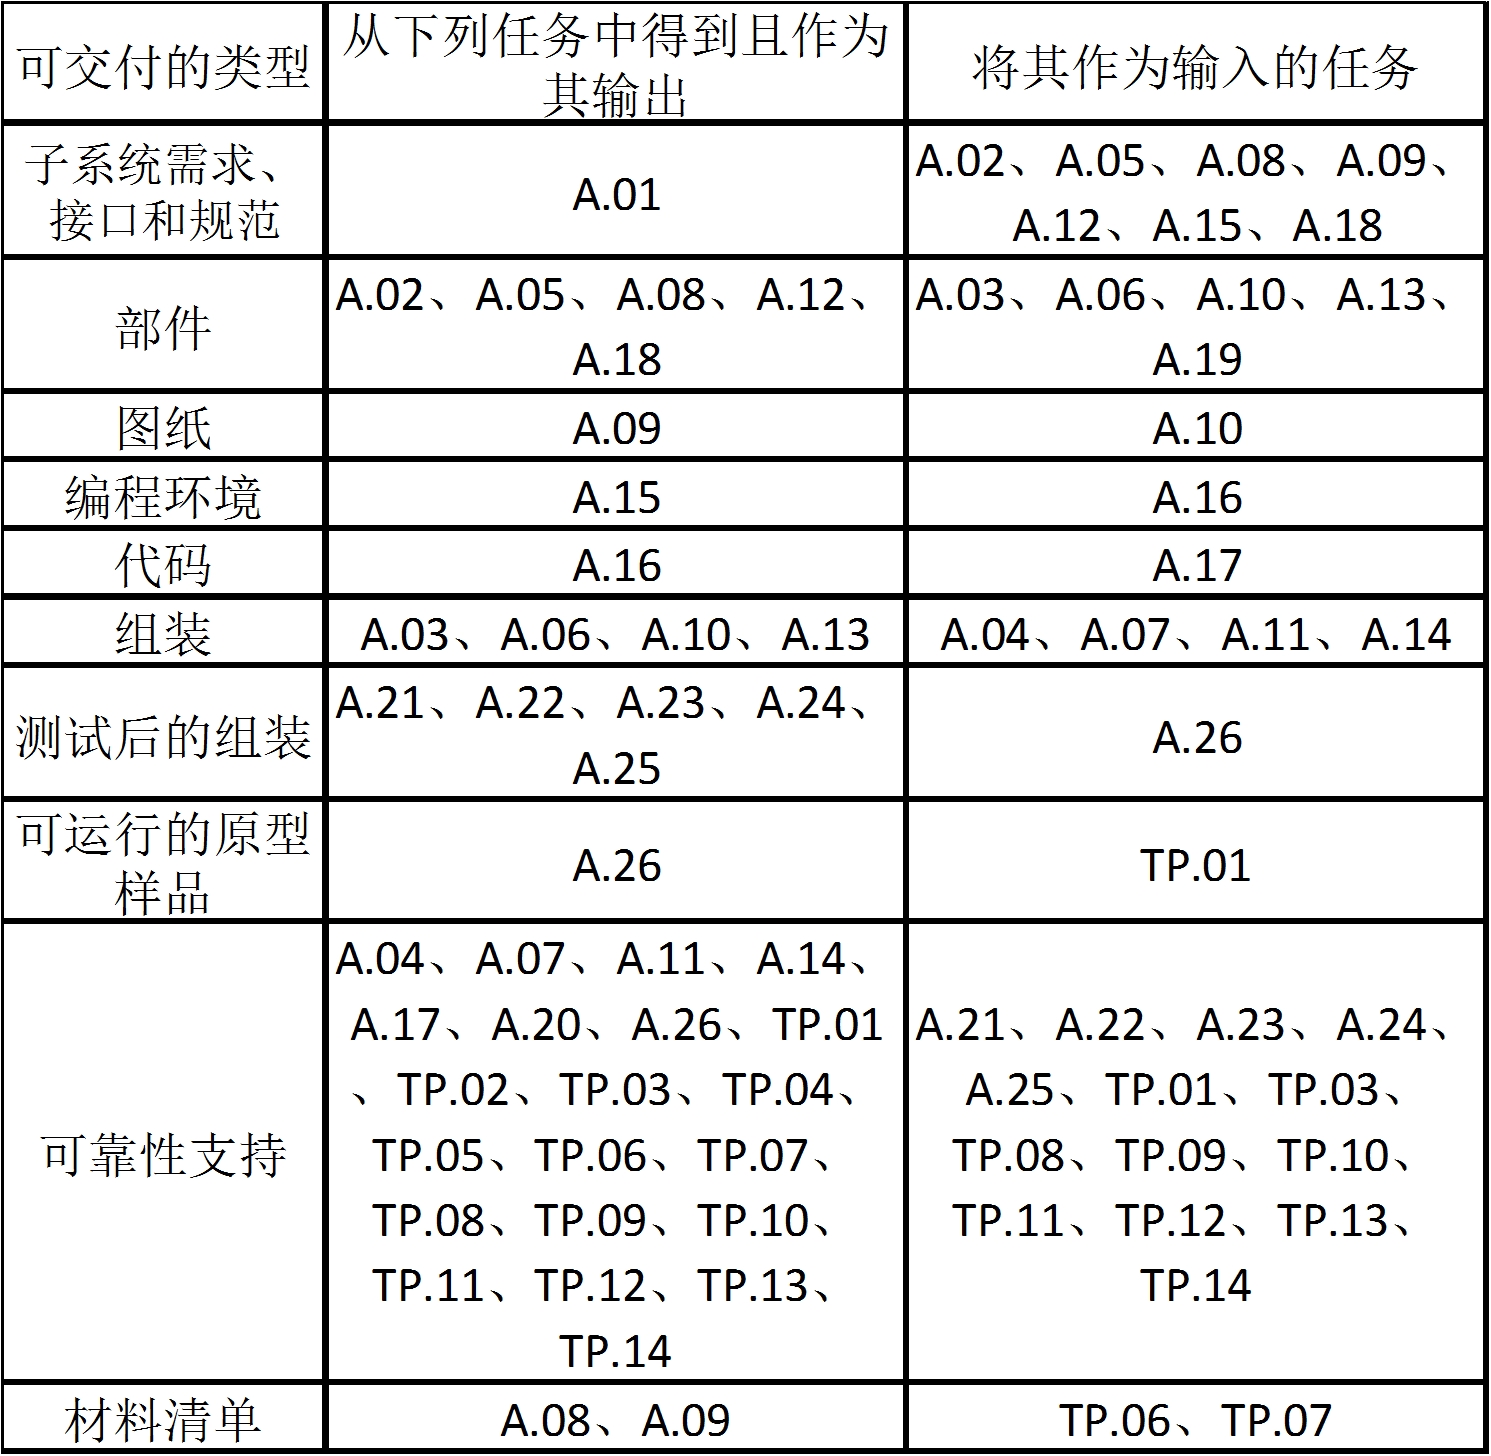 可交付的类型
从下列任务中得到且作为
其输出
将其作为输入的任务
子系统需求、
接口和规范
A.01
A.02、A.05、A.08、A.09、
A.12、A.15、A.18
部件
A.02、A.05、A.08、A.12、
A.18
A.03、A.06、A.10、A.13、
A.19
图纸
A.09
A.10
编程环境
A.15
A.16
代码
A.16
A.17
组装
A.03、A.06、A.10、A.13
A.04、A.07、A.11、A.14
测试后的组装
A.21、A.22、A.23、A.24、
A.25
A.26
可运行的原型
样品
A.26
TP.01
可靠性支持
A.04、A.07、A.11、A.14、
A.17、A.20、A.26、TP.01
、TP.02、TP.03、TP.04、
TP.05、TP.06、TP.07、
TP.08、TP.09、TP.10、
TP.11、TP.12、TP.13、
TP.14
A.21、A.22、A.23、A.24、
A.25、TP.01、TP.03、
TP.08、TP.09、TP.10、
TP.11、TP.12、TP.13、
TP.14
材料清单
A.08、A.09
TP.06、TP.07